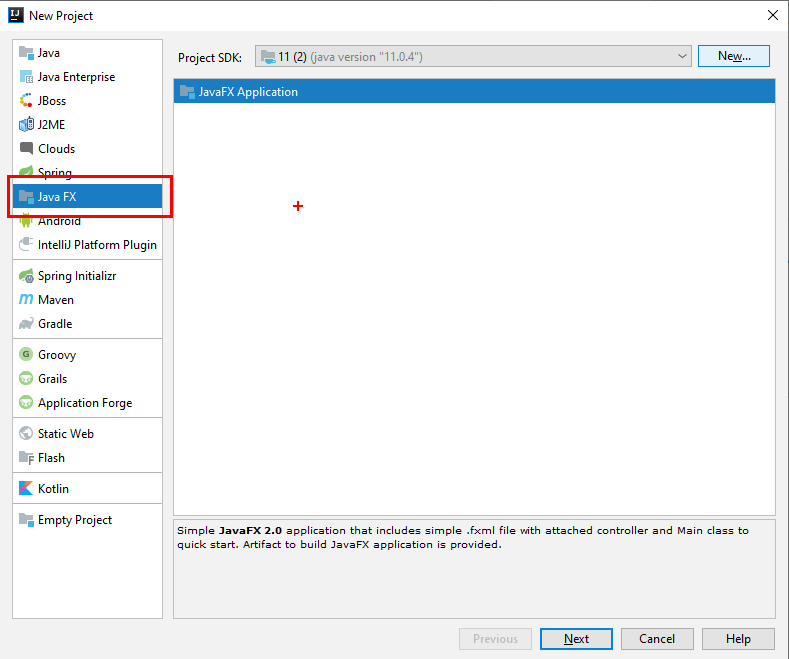 New Project
Java
Java Enterprise
JBoss
J2ME
Clouds
Spring
Java FX
Android
IntelliJ Platform Plugin
Spring Initializr
Maven
Gradle
Groovy
Grails
Application Forge
Static Web
Flash
Kotlin
Empty Project
Project SDK: 11 (2) (java version "11.0.4") New...
JavaFX Application
Simple JavaFX 2.0 application that includes simple .fxml file with attached controller and Main class to
quick start. Artifact to build JavaFX application is provided.
Previous Next Cancel Help